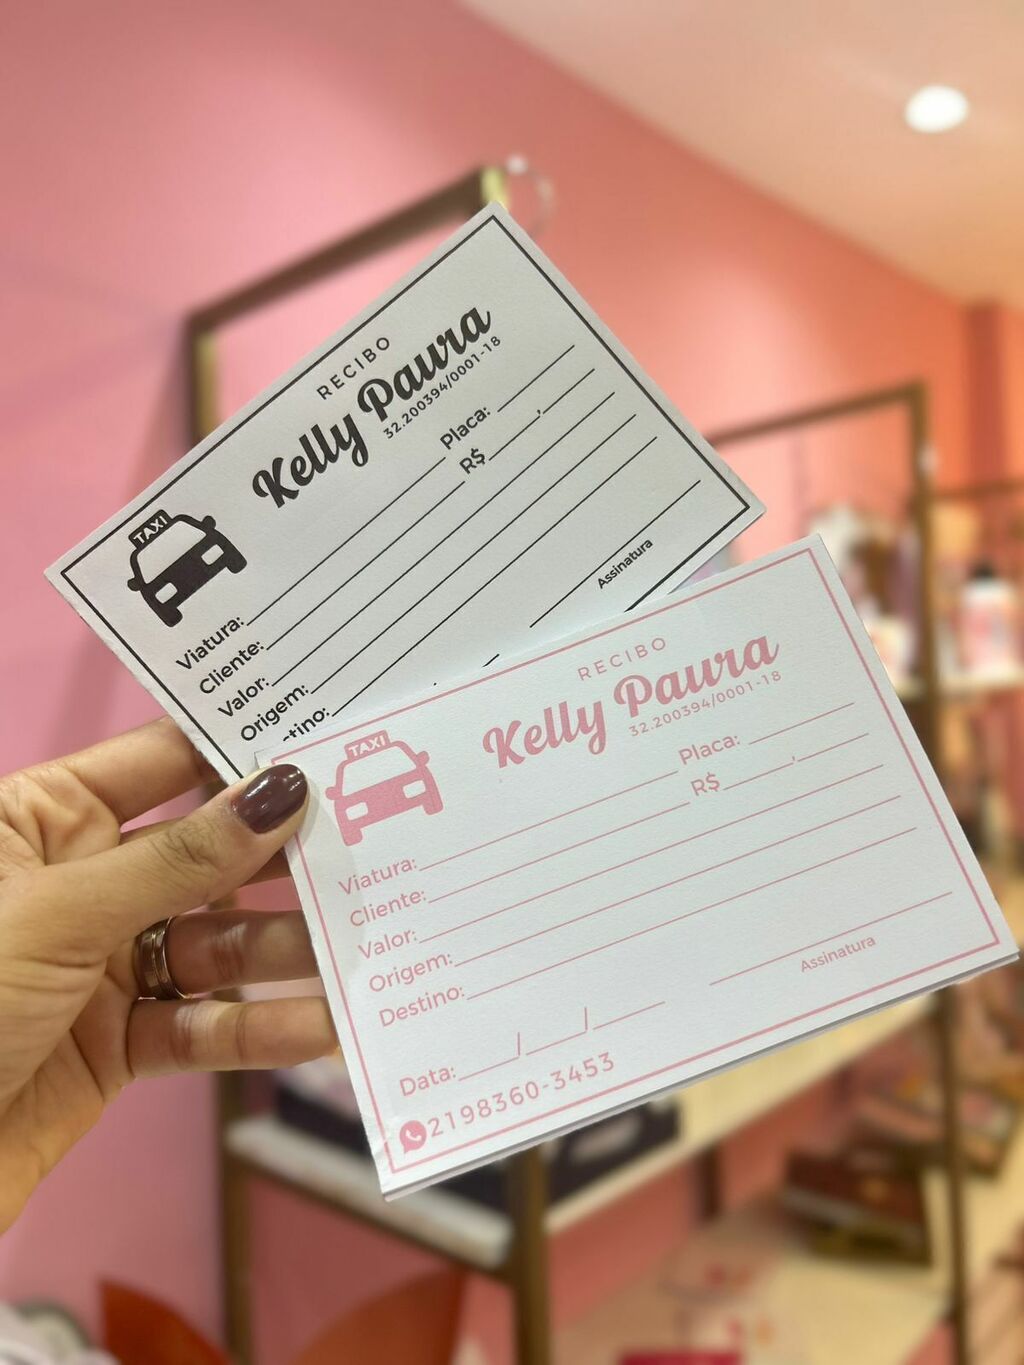 RECIBO
Kelly Paura
32.200394/0001-18
TAXI
Placa:
Viatura:
R$ ,
Cliente:
Valor:
Origem:
stino:
Assinatura
RECIBO
Kelly Paura
32.200394/0001-18
TAXI
Placa:
Viatura:
R$ ,
Cliente:
Valor:
Origem:
Destino:
Assinatura
Data: / /
2198360-3453